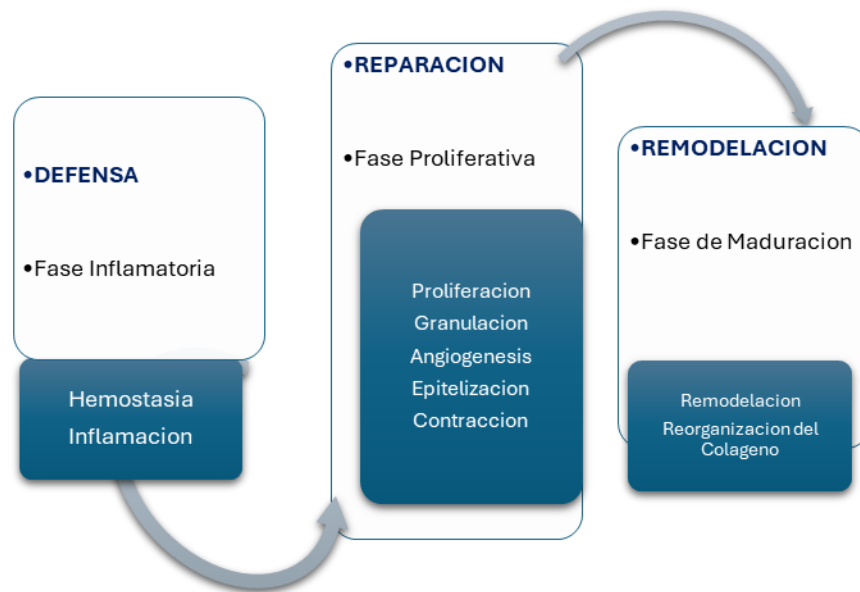 •DEFENSA
•Fase Inflamatoria
Hemostasia
Inflamacion
•REPARACION
•Fase Proliferativa
Proliferacion
Granulacion
Angiogenesis
Epitelizacion
Contraccion
•REMODELACION
•Fase de Maduracion
Remodelacion
Reorganizacion del
Colageno